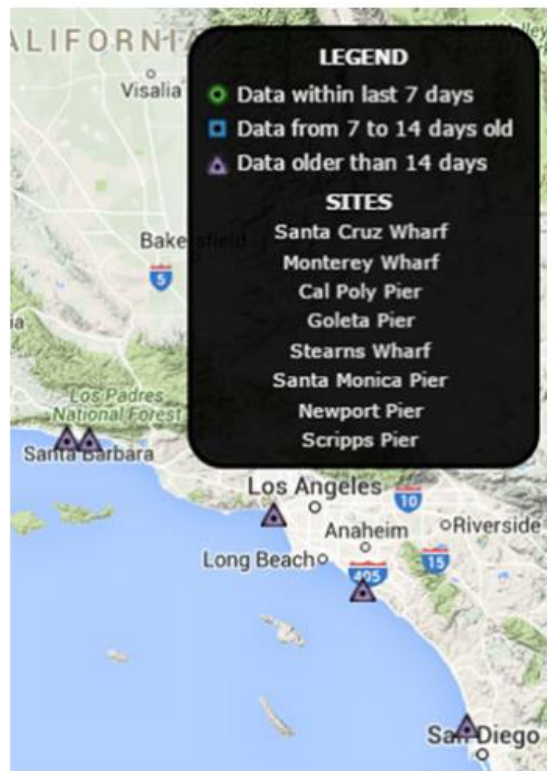 ALIFORNIA
Visalia
LEGEND
Data within last 7 days
Data from 7 to 14 days old
Data older than 14 days
SITES
Santa Cruz Wharf
Monterey Wharf
Cal Poly Pier
Goleta Pier
Stearns Wharf
Santa Monica Pier
Newport Pier
Scripps Pier
Bakersfield
5
ia
Los Padres
National Forest
Santa Barbara
Los Angeles
10
Anaheim
Riverside
Long Beach
15
405
San Diego